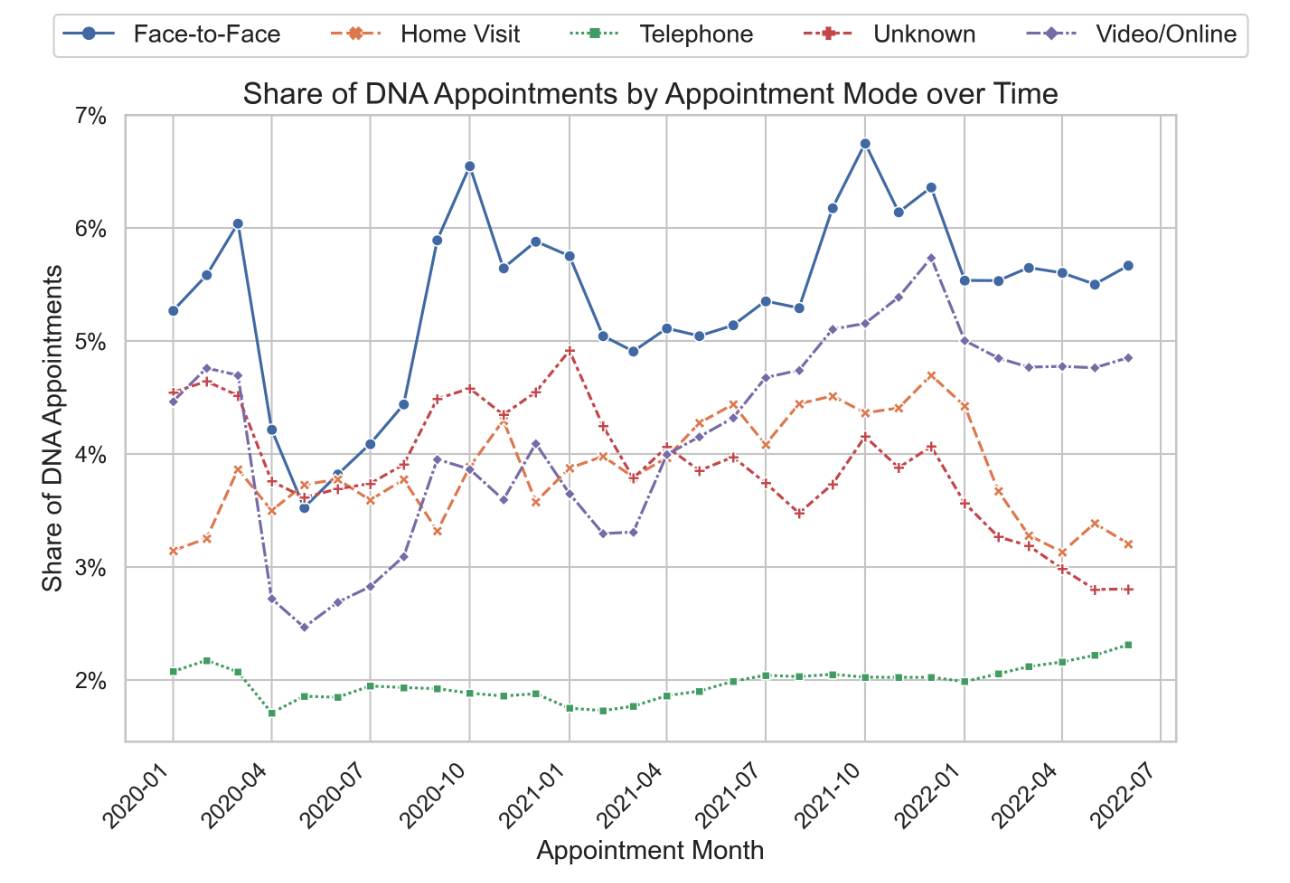 Face-to-Face Home Visit Telephone Unknown Video/Online
Share of DNA Appointments by Appointment Mode over Time
7%
6%
5%
4%
3%
2%
Share of DNA Appointments
2020-01 2020-04 2020-07 2020-10 2021-01 2021-04 2021-07 2021-10 2022-01 2022-04 2022-07
Appointment Month